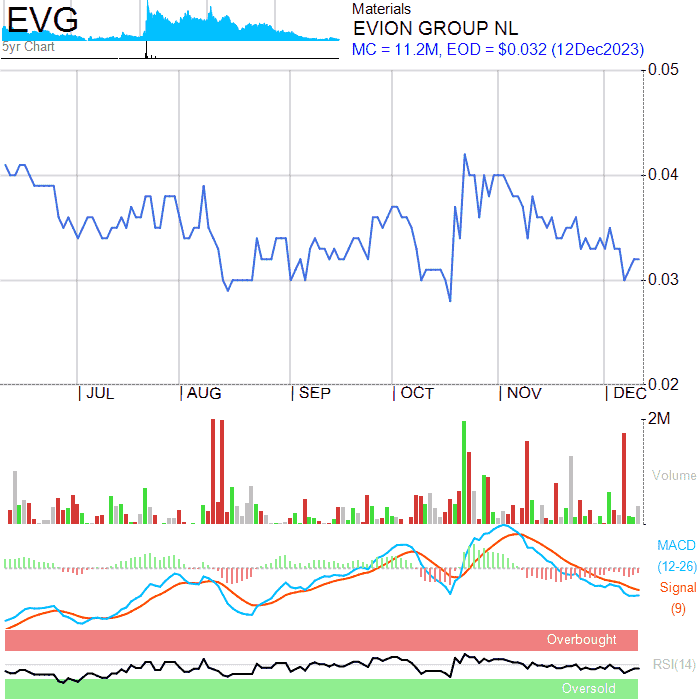 EVG
5yr Chart
Materials
EVION GROUP NL
MC = 11.2M, EOD = $0.032 (12Dec2023)
0.05
0.04
0.03
0.02
| JUL | AUG | SEP | OCT | NOV | DEC
2M
Volume
MACD
(12-26)
Signal
(9)
Overbought
RSI(14)
Oversold